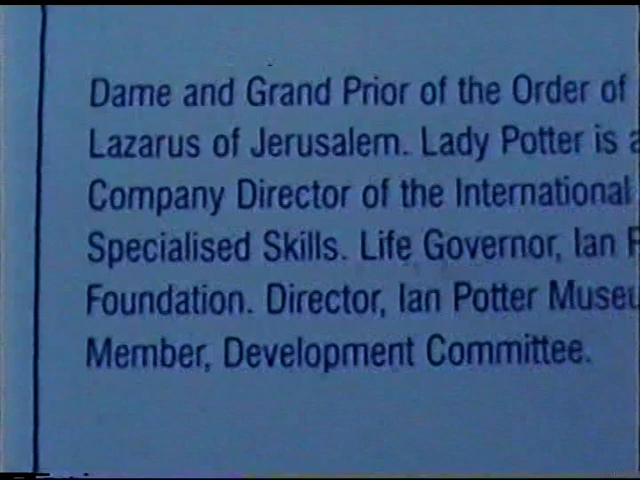 Dame and Grand Prior of the Order of
Lazarus of Jerusalem. Lady Potter is
Company Director of the International
Specialised Skills. Life Governor, Ian
Foundation. Director, Ian Potter
Member, Development Committee.